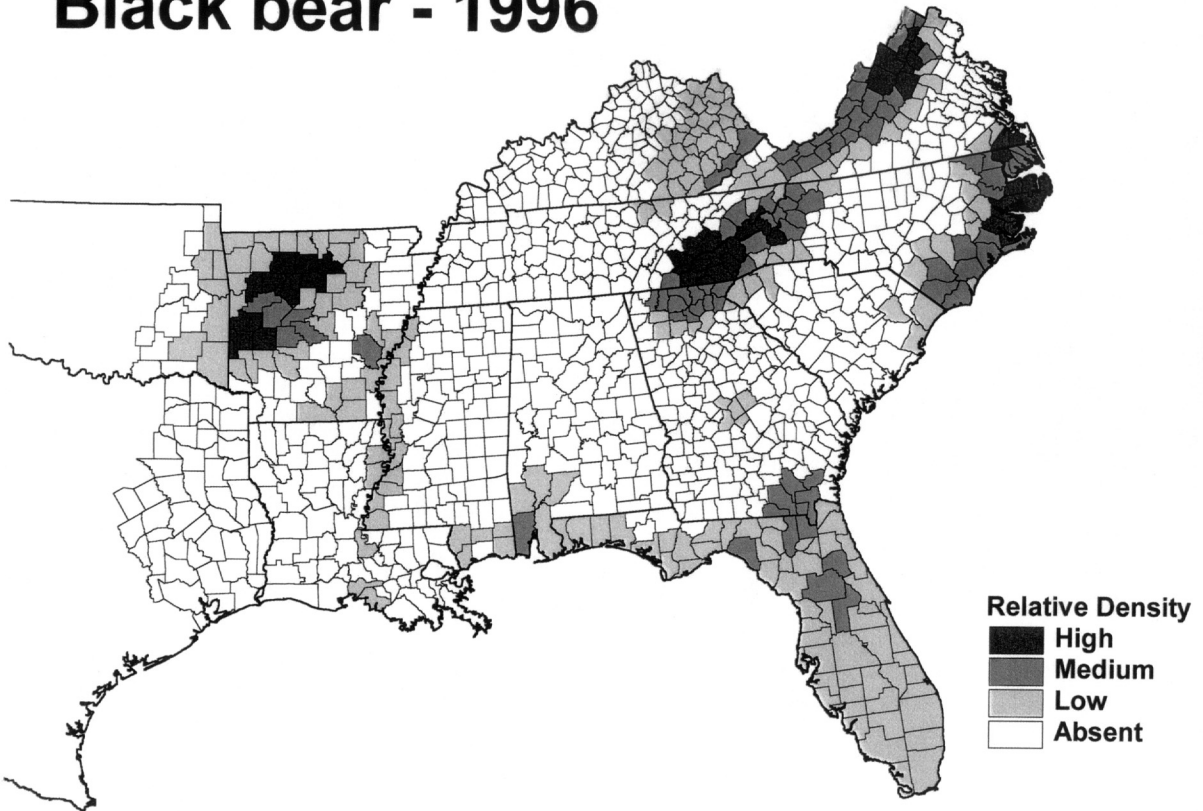 Black bear - 1996
Relative Density
High
Medium
Low
Absent